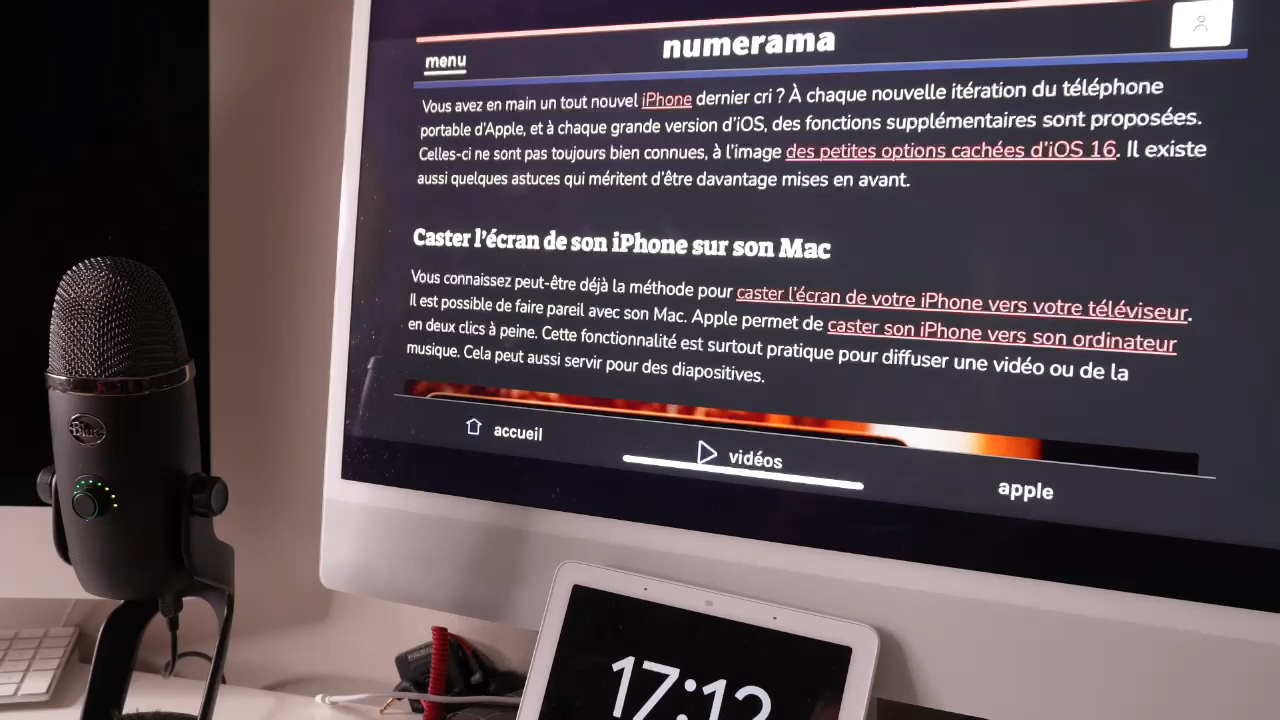 numerama
menu
Vous avez en main un tout nouvel iPhone dernier cri ? À chaque nouvelle itération du téléphone
portable d'Apple, et à chaque grande version d'iOS, des fonctions supplémentaires sont proposées.
Celles-ci ne sont pas toujours bien connues, à l'image des petites options cachées d'iOS 16. Il existe
aussi quelques astuces qui méritent d'être davantage mises en avant.
Caster l'écran de son iPhone sur son Mac
Vous connaissez peut-être déjà la méthode pour caster l'écran de votre iPhone vers votre téléviseur.
Il est possible de faire pareil avec son Mac. Apple permet de caster son iPhone vers son ordinateur
en deux clics à peine. Cette fonctionnalité est surtout pratique pour diffuser une vidéo ou de la
musique. Cela peut aussi servir pour des diapositives.
accueil
vidéos
apple
Blue
17:12